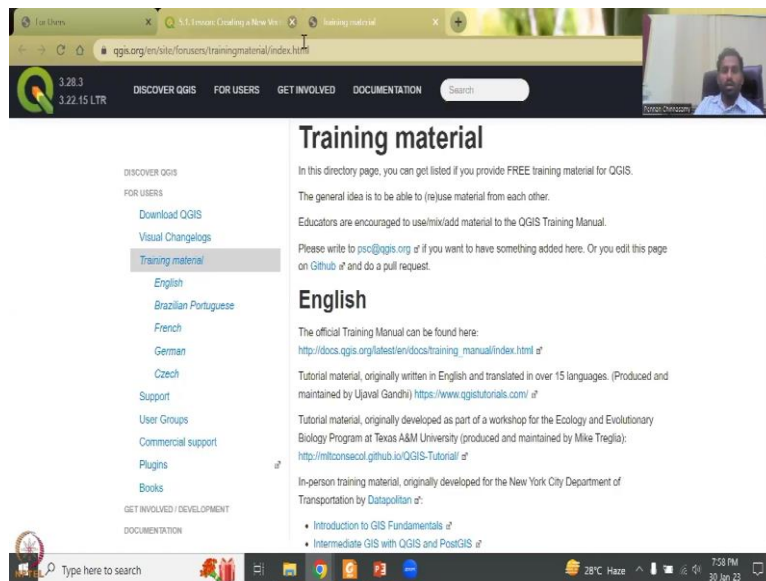 For Users
5.1. Lesson: Creating a New Vec
Training material
qgis.org/en/site/forusers/trainingmaterial/index.html
3.28.3
3.22.15 LTR
DISCOVER QGIS FOR USERS GET INVOLVED DOCUMENTATION Search
Ponnan Chinnasamy
DISCOVER QGIS
FOR USERS
Download QGIS
Visual Changelogs
Training material
English
Brazilian Portuguese
French
German
Czech
Support
User Groups
Commercial support
Plugins
Books
GET INVOLVED / DEVELOPMENT
DOCUMENTATION
Training material
In this directory page, you can get listed if you provide FREE training material for QGIS.
The general idea is to be able to (re)use material from each other.
Educators are encouraged to use/mix/add material to the QGIS Training Manual.
Please write to psc@qgis.org if you want to have something added here. Or you edit this page
on Github and do a pull request.
English
The official Training Manual can be found here:
http://docs.qgis.org/latest/en/docs/training_manual/index.html
Tutorial material, originally written in English and translated in over 15 languages. (Produced and
maintained by Ujaval Gandhi) https://www.qgistutorials.com/
Tutorial material, originally developed as part of a workshop for the Ecology and Evolutionary
Biology Program at Texas A&M University (produced and maintained by Mike Treglia):
http://mltconsecol.github.io/QGIS-Tutorial/
In-person training material, originally developed for the New York City Department of
Transportation by Datapolitan:
• Introduction to GIS Fundamentals
• Intermediate GIS with QGIS and PostGIS
NPTEL
Type here to search
28°C Haze
7:58 PM
30 Jan 23